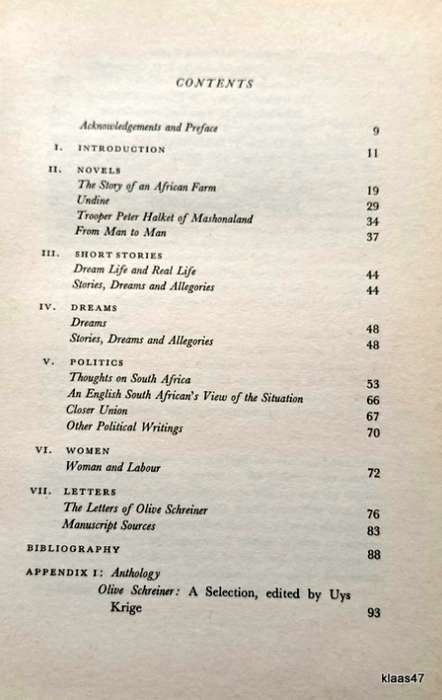 CONTENTS
Acknowledgements and Preface 9
I. INTRODUCTION 11
II. NOVELS
The Story of an African Farm 19
Undine 29
Trooper Peter Halket of Mashonaland 34
From Man to Man 37
III. SHORT STORIES
Dream Life and Real Life 44
Stories, Dreams and Allegories 44
IV. DREAMS
Dreams 48
Stories, Dreams and Allegories 48
V. POLITICS
Thoughts on South Africa 53
An English South African's View of the Situation 66
Closer Union 67
Other Political Writings 70
VI. WOMEN
Woman and Labour 72
VII. LETTERS
The Letters of Olive Schreiner 76
Manuscript Sources 83
BIBLIOGRAPHY 88
APPENDIX I: Anthology
Olive Schreiner: A Selection, edited by Uys
Krige 93
klaas47